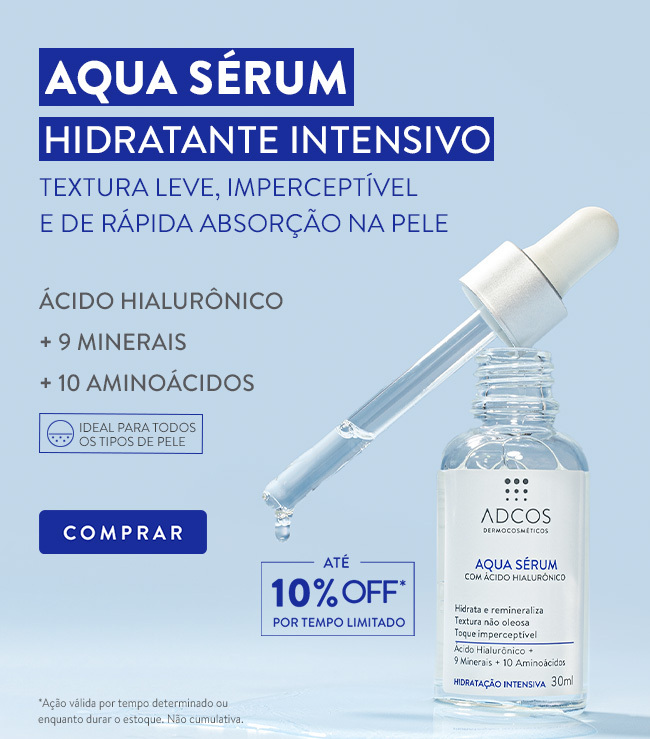 AQUA SÉRUM
HIDRATANTE INTENSIVO
TEXTURA LEVE, IMPERCEPTÍVEL
E DE RÁPIDA ABSORÇÃO NA PELE
ÁCIDO HIALURÔNICO
+ 9 MINERAIS
+ 10 AMINOÁCIDOS
IDEAL PARA TODOS
OS TIPOS DE PELE
COMPRAR
ATÉ
10%OFF*
POR TEMPO LIMITADO
ADCOS
DERMOCOSMÉTICOS
AQUA SÉRUM
COM ÁCIDO HIALURÔNICO
Hidrata e remineraliza
Textura não oleosa
Toque imperceptível
Ácido Hialurônico +
9 Minerais + 10 Aminoácidos
HIDRATAÇÃO INTENSIVA 30ml
*Ação válida por tempo determinado ou
enquanto durar o estoque. Não cumulativa.